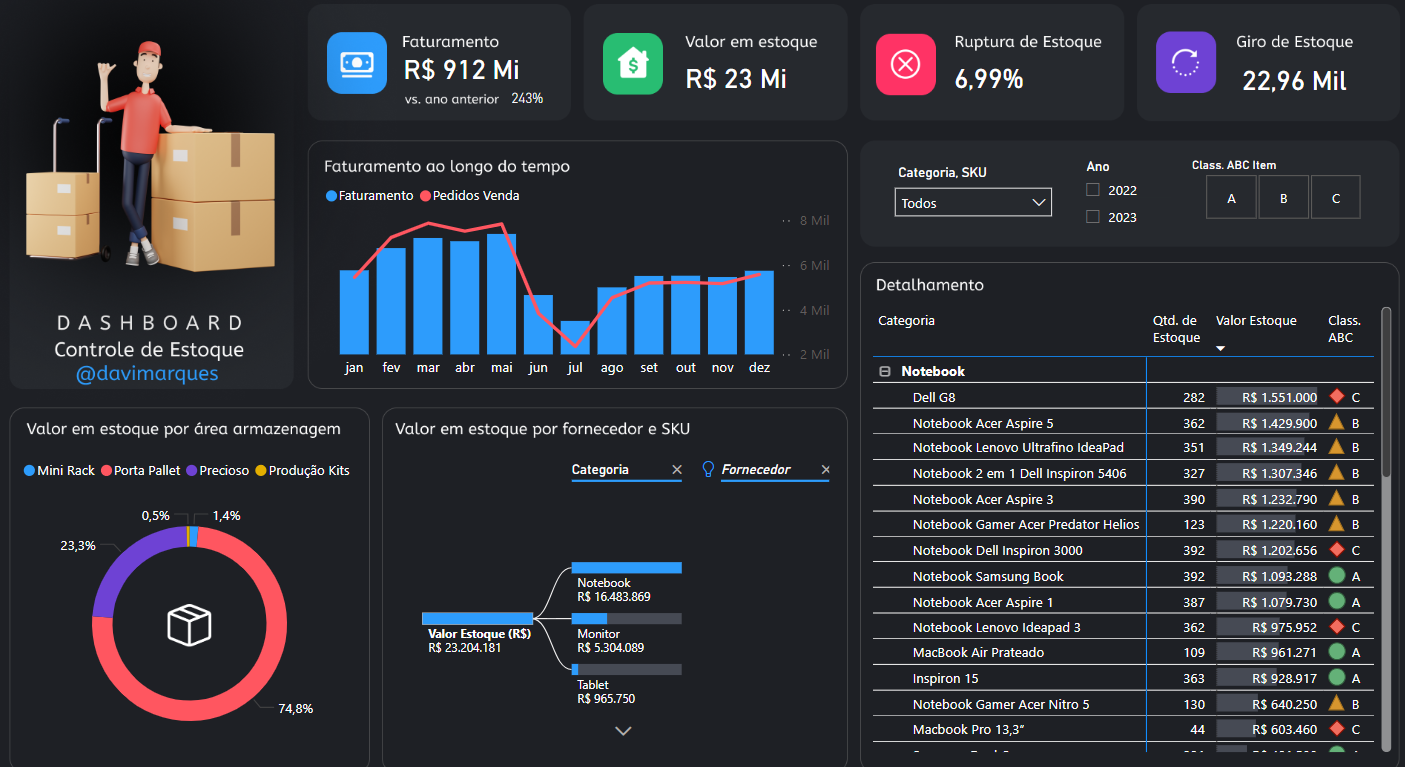 Faturamento
R$ 912 Mi
vs. ano anterior 243%
Valor em estoque
R$ 23 Mi
Ruptura de Estoque
6,99%
Giro de Estoque
22,96 Mil
DASHBOARD
Controle de Estoque
@davimarques
Faturamento ao longo do tempo
Faturamento Pedidos Venda
8 Mil
6 Mil
4 Mil
2 Mil
jan fev mar abr mai jun jul ago set out nov dez
Categoria, SKU
Todos
Ano
2022
2023
Class. ABC Item
A B C
Valor em estoque por área armazenagem
Mini Rack Porta Pallet Precioso Produção Kits
0,5% 1,4%
23,3%
74,8%
Valor em estoque por fornecedor e SKU
Categoria Fornecedor
Valor Estoque (R$)
R$ 23.204.181
Notebook
R$ 16.483.869
Monitor
R$ 5.304.089
Tablet
R$ 965.750
Detalhamento
Categoria Qtd. de Estoque Valor Estoque Class. ABC
Notebook
Dell G8 282 R$ 1.551.000 C
Notebook Acer Aspire 5 362 R$ 1.429.900 B
Notebook Lenovo Ultrafino IdeaPad 351 R$ 1.349.244 B
Notebook 2 em 1 Dell Inspiron 5406 327 R$ 1.307.346 B
Notebook Acer Aspire 3 390 R$ 1.232.790 B
Notebook Gamer Acer Predator Helios 123 R$ 1.220.160 B
Notebook Dell Inspiron 3000 392 R$ 1.202.656 C
Notebook Samsung Book 392 R$ 1.093.288 A
Notebook Acer Aspire 1 387 R$ 1.079.730 A
Notebook Lenovo Ideapad 3 362 R$ 975.952 C
MacBook Air Prateado 109 R$ 961.271 A
Inspiron 15 363 R$ 928.917 A
Notebook Gamer Acer Nitro 5 130 R$ 640.250 B
Macbook Pro 13,3” 44 R$ 603.460 C